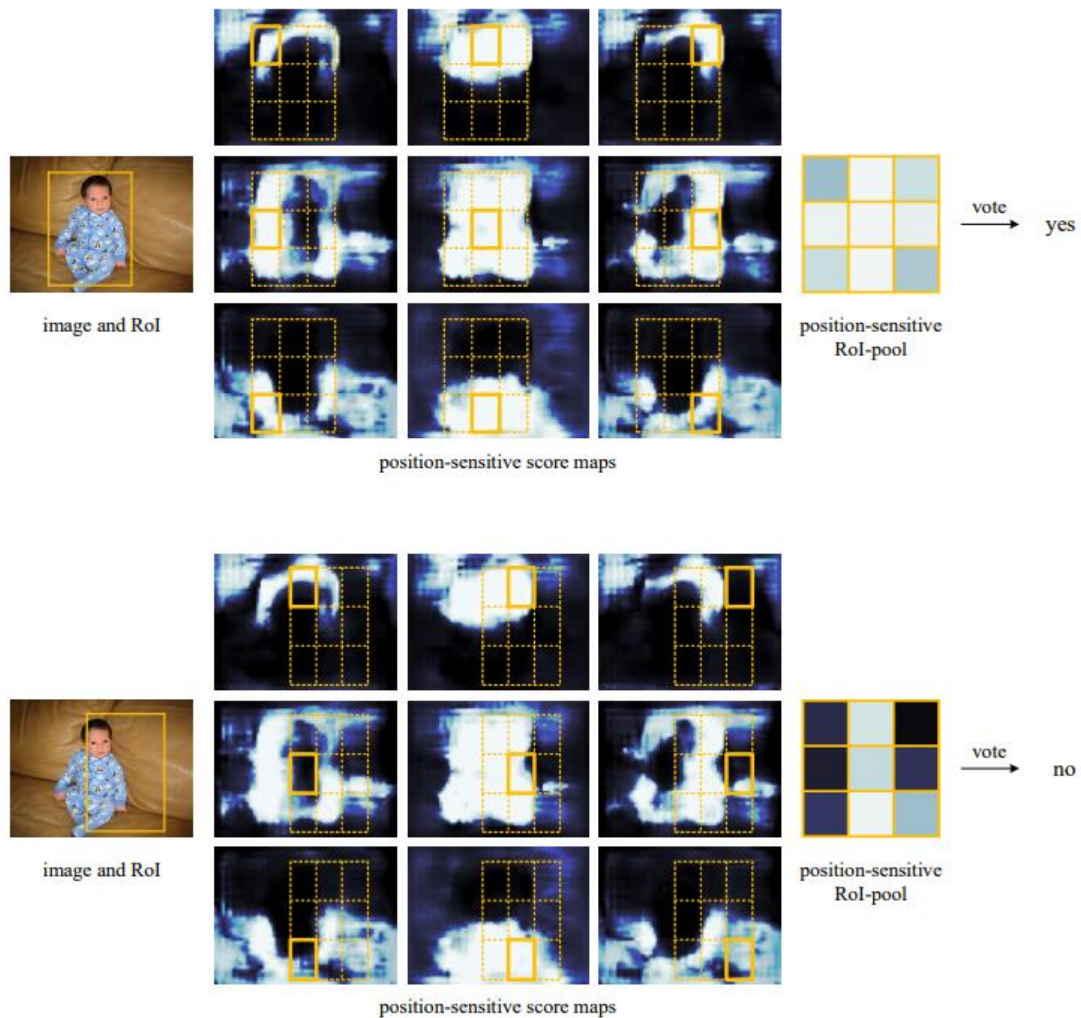 image and RoI
position-sensitive score maps
position-sensitive
RoI-pool
vote
yes
image and RoI
position-sensitive score maps
position-sensitive
RoI-pool
vote
no